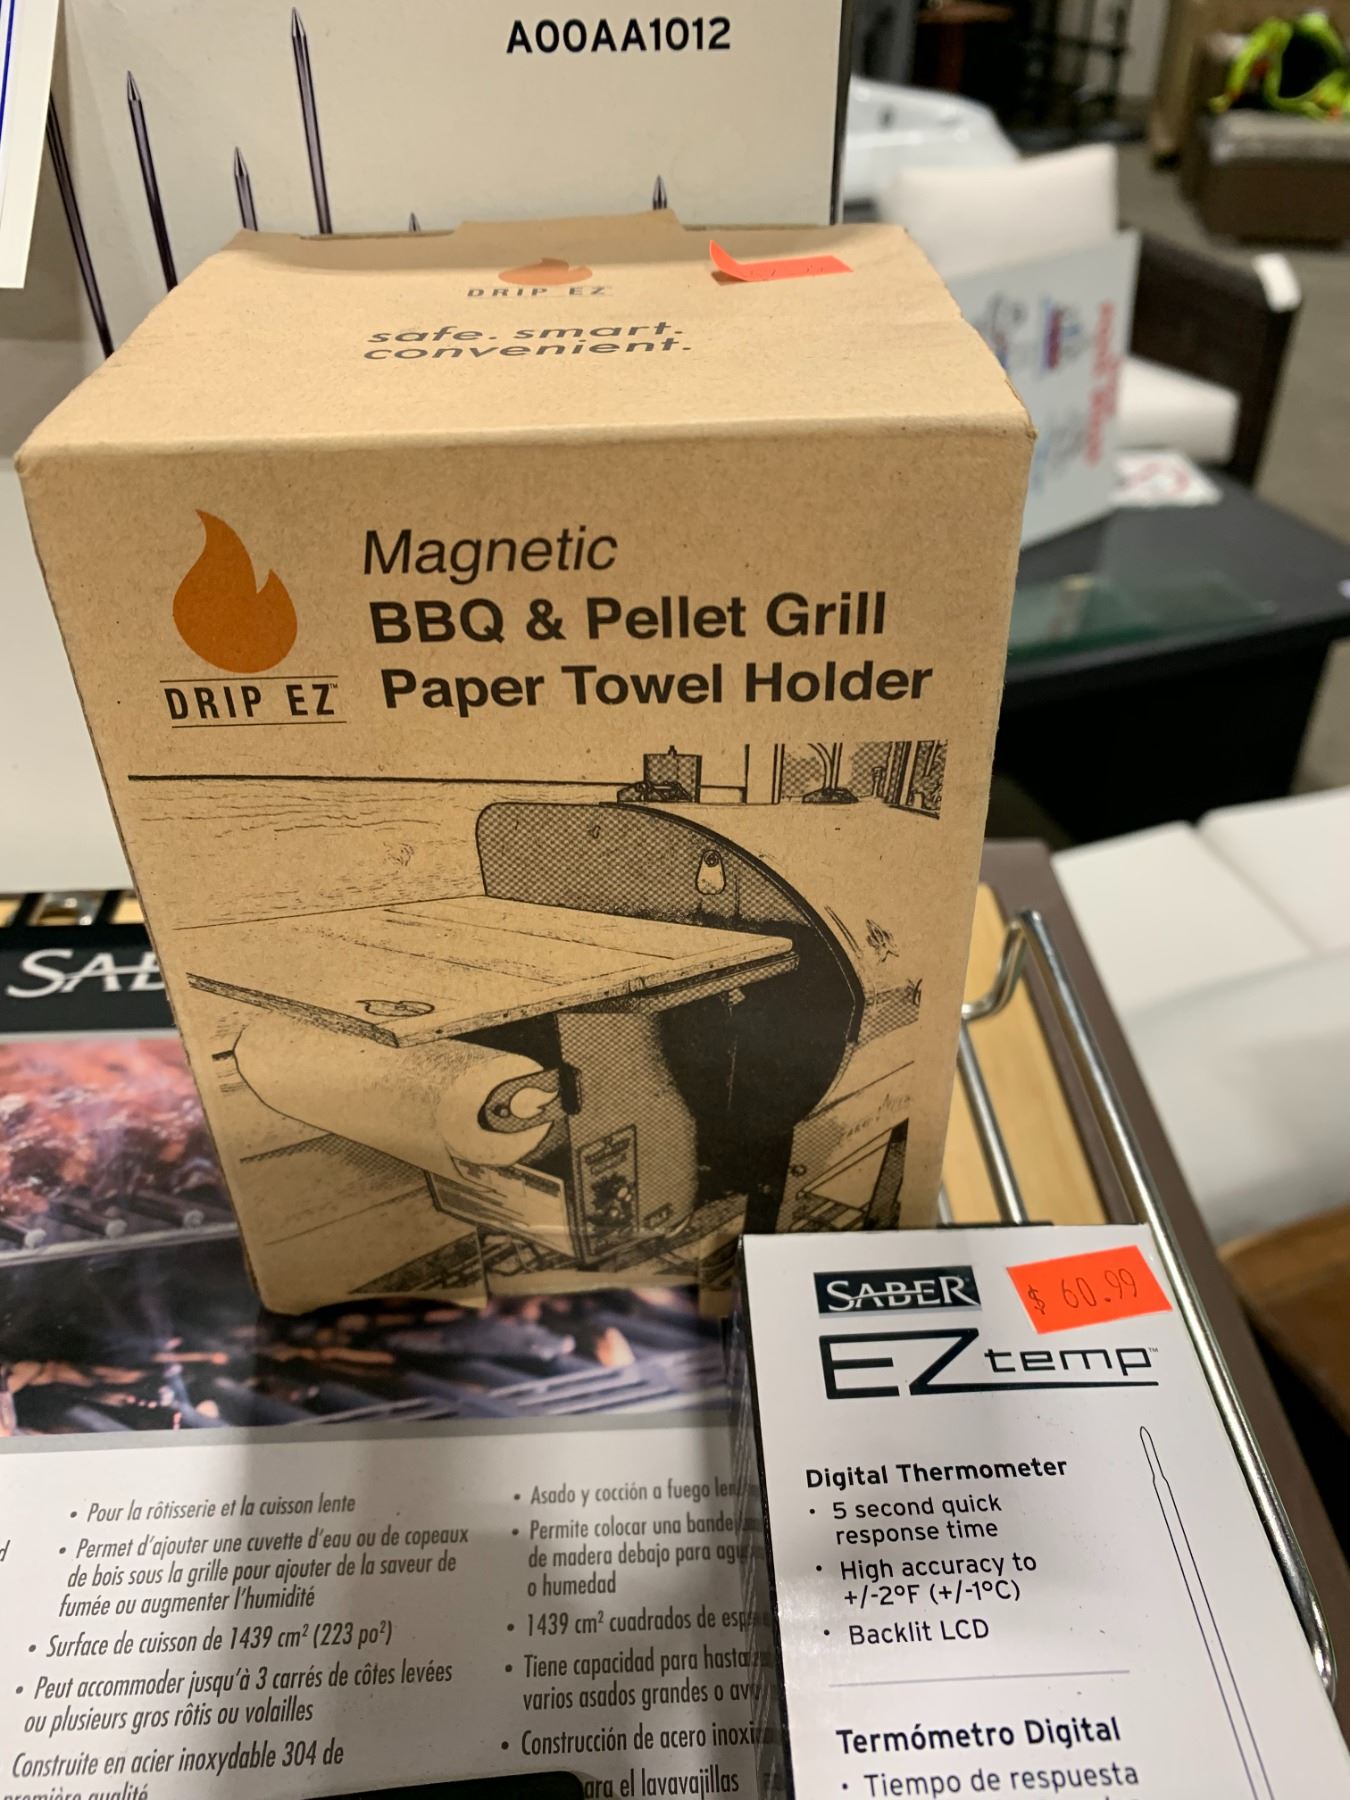 A00AA1012
DRIP EZ
safe. smart.
convenient.
DRIP EZ™
Magnetic
BBQ & Pellet Grill
Paper Towel Holder
SABER
$ 60.99
EZtemp™
Digital Thermometer
• 5 second quick
response time
• High accuracy to
+/-2°F (+/-1°C)
• Backlit LCD
Termómetro Digital
• Tiempo de respuesta
• Pour la rôtisserie et la cuisson lente
• Permet d'ajouter une cuvette d'eau ou de copeaux
de bois sous la grille pour ajouter de la saveur de
fumée ou augmenter l'humidité
• Surface de cuisson de 1439 cm² (223 po²)
• Peut accommoder jusqu'à 3 carrés de côtes levées
ou plusieurs gros rôtis ou volailles
Construite en acier inoxydable 304 de
qualité
• Asado y cocción a fuego
• Permite colocar una
de madera debajo para
o humedad
• 1439 cm² cuadrados de
• Tiene capacidad para hasta
varios asados grandes o
• Construcción de acero
el lavavajillas